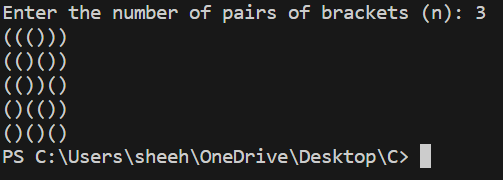 Enter the number of pairs of brackets (n): 3
((()))
(()())
(())()
()(())
()()()
PS C:\Users\sheeh\OneDrive\Desktop\C>